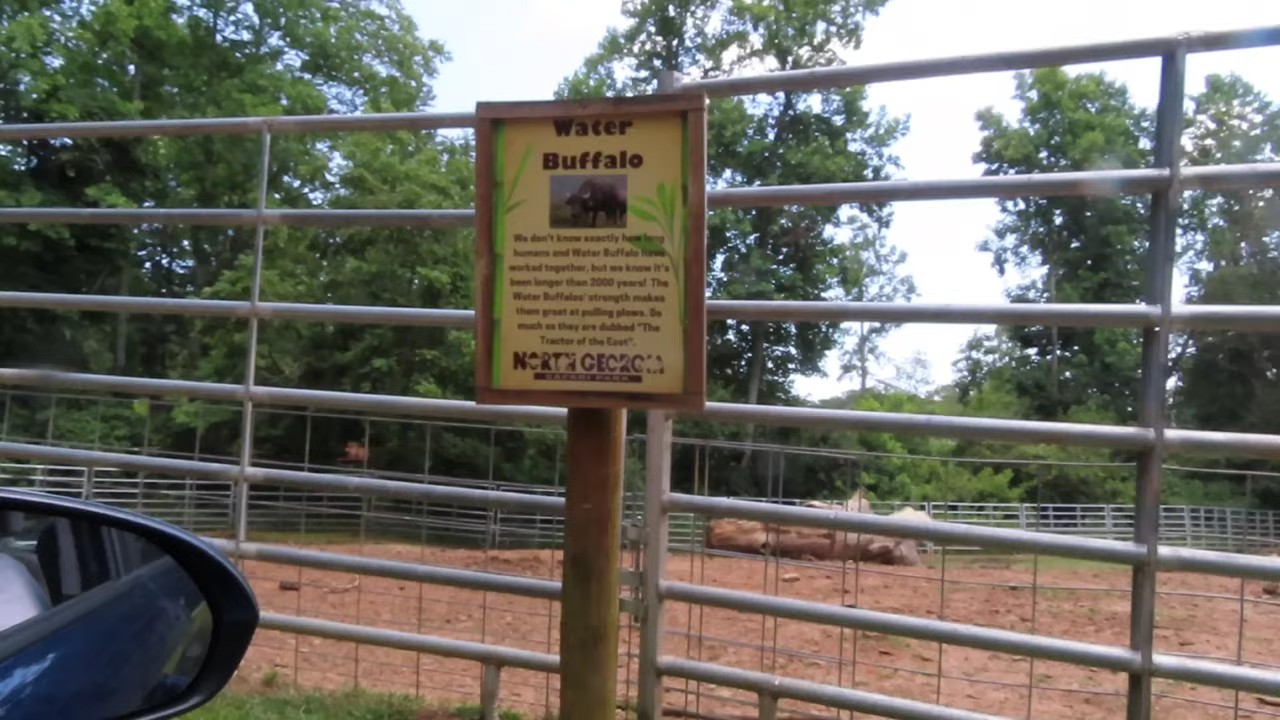 Water
Buffalo
We don't know exactly how long
humans and Water Buffalo have
worked together, but we know it's
been longer than 2000 years! The
Water Buffalos' strength makes
them great at pulling plows. So
much so they are dubbed "The
Tractor of the East".
NORTH GEORGIA
SAFARI PARK